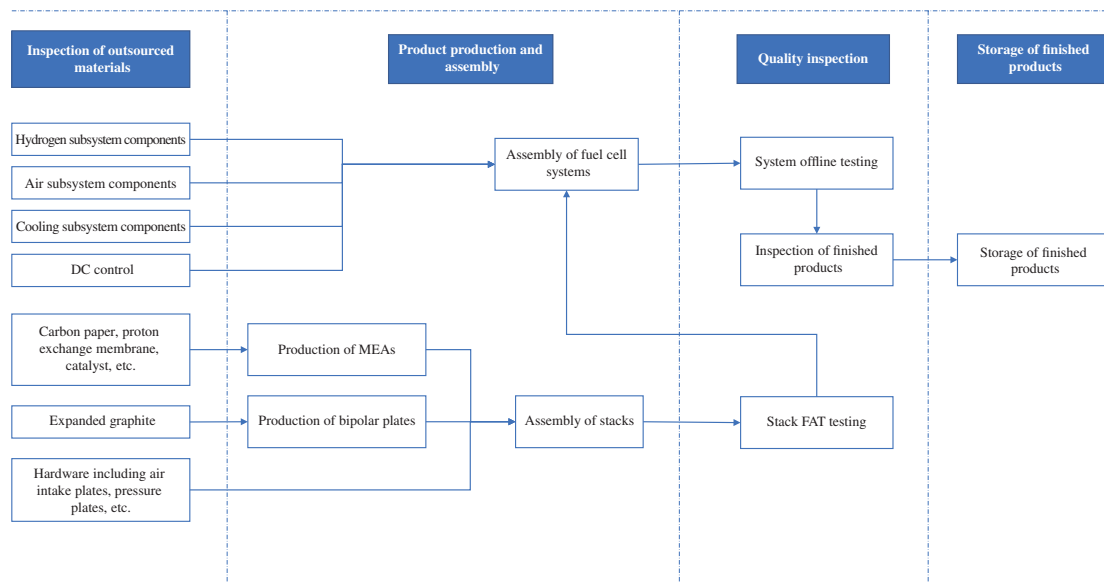 Inspection of outsourced
materials
Product production and
assembly
Quality inspection
Storage of finished
products
Hydrogen subsystem components
Air subsystem components
Cooling subsystem components
DC control
Assembly of fuel cell
systems
System offline testing
Inspection of finished
products
Storage of finished
products
Carbon paper, proton
exchange membrane,
catalyst, etc.
Production of MEAs
Expanded graphite
Production of bipolar plates
Assembly of stacks
Stack FAT testing
Hardware including air
intake plates, pressure
plates, etc.